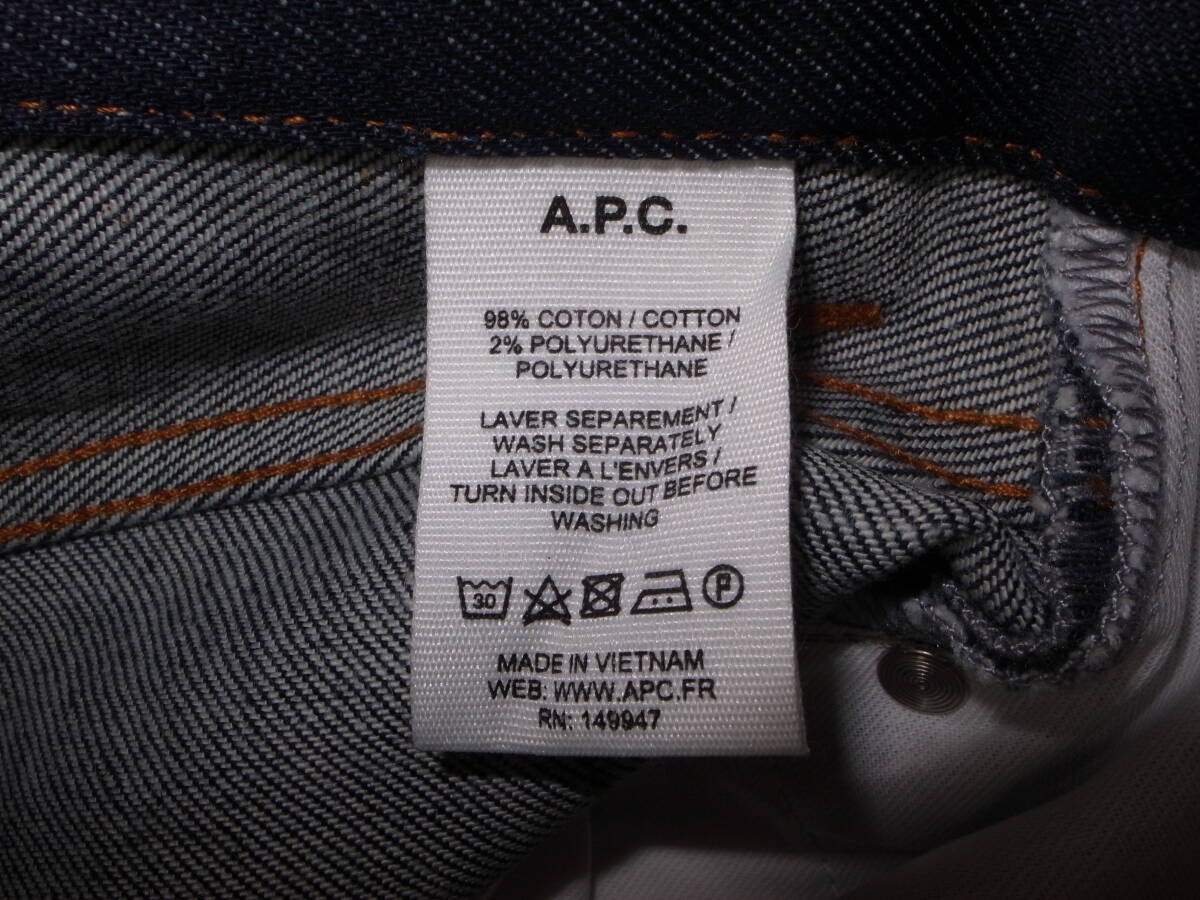 A.P.C.
98% COTON / COTTON
2% POLYURETHANE /
POLYURETHANE
LAVER SEPAREMENT /
WASH SEPARATELY
LAVER A L'ENVERS /
TURN INSIDE OUT BEFORE
WASHING
30 P
MADE IN VIETNAM
WEB: WWW.APC.FR
RN: 149947